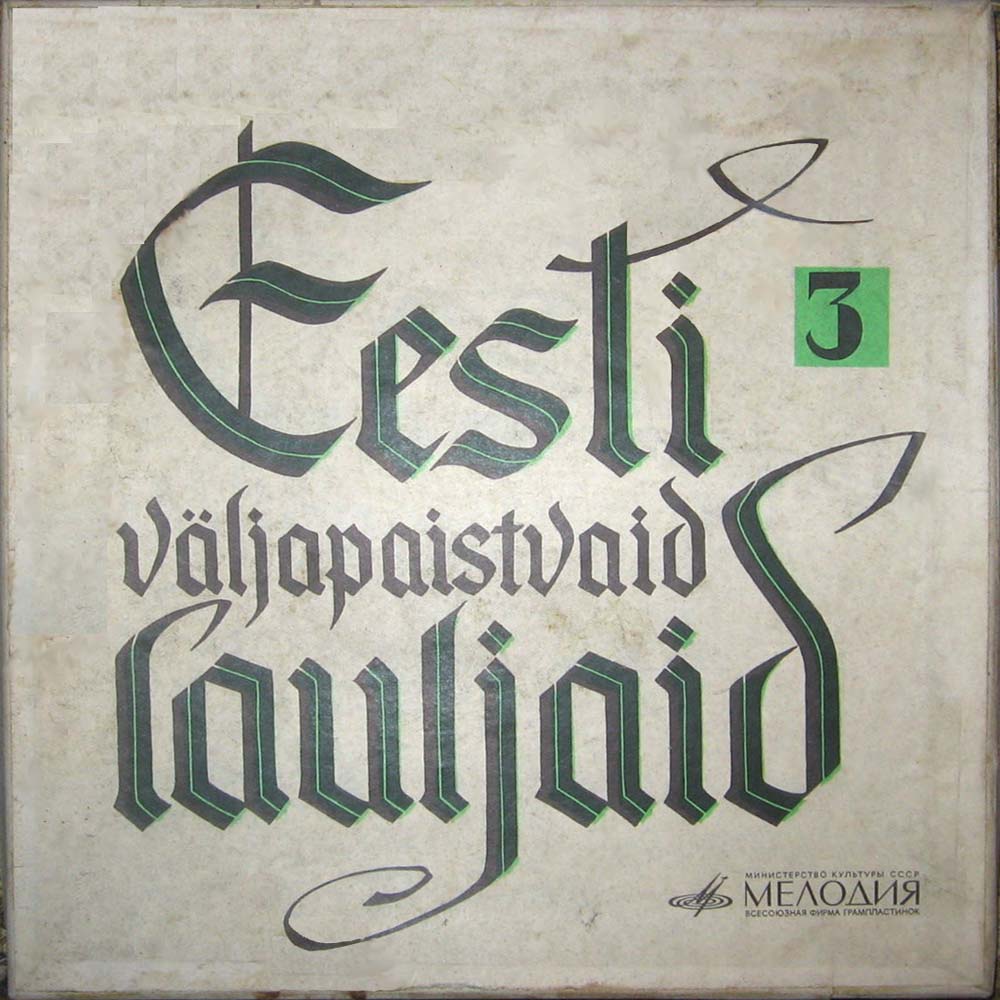 Eesti
3
väljapaistvaid
lauljaid
МИНИСТЕРСТВО КУЛЬТУРЫ СССР
МЕЛОДИЯ
ВСЕСОЮЗНАЯ ФИРМА ГРАМПЛАСТИНОК